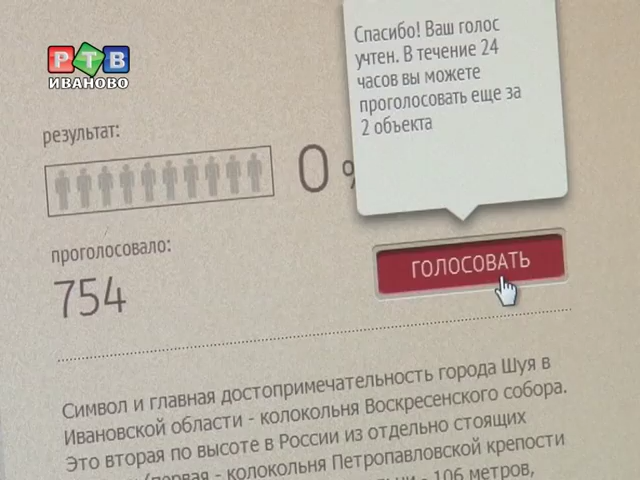 РТВ
ИВАНОВО
Спасибо! Ваш голос
учтен. В течение 24
часов вы можете
проголосовать еще за
2 объекта
результат:
0 %
проголосовало:
754
ГОЛОСОВАТЬ
Символ и главная достопримечательность города Шуя в
Ивановской области - колокольня Воскресенского собора.
Это вторая по высоте в России из отдельно стоящих
(первая - колокольня Петропавловской крепости
- 106 метров,